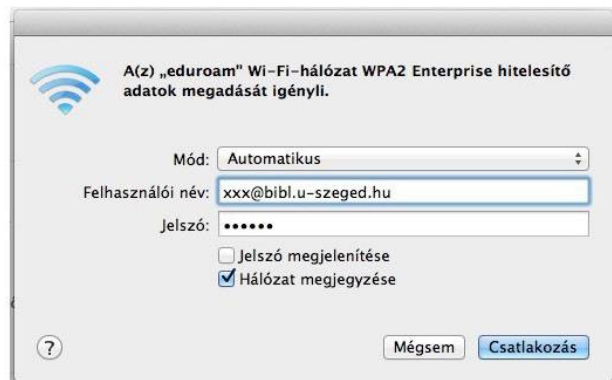 A(z) „eduroam” Wi-Fi-hálózat WPA2 Enterprise hitelesítő
adatok megadását igényli.
Mód: Automatikus
Felhasználói név: xxx@bibl.u-szeged.hu
Jelszó: ••••••
Jelszó megjelenítése
Hálózat megjegyzése
?
Mégsem Csatlakozás